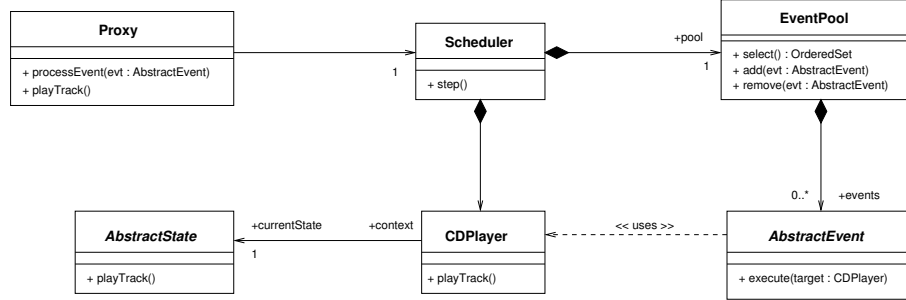 Proxy
+ processEvent(evt : AbstractEvent)
+ playTrack()
1
Scheduler
+ step()
+pool
1
EventPool
+ select() : OrderedSet
+ add(evt : AbstractEvent)
+ remove(evt : AbstractEvent)
0..*
+events
AbstractState
+ playTrack()
+currentState
1
+context
CDPlayer
+ playTrack()
<< uses >>
AbstractEvent
+ execute(target : CDPlayer)